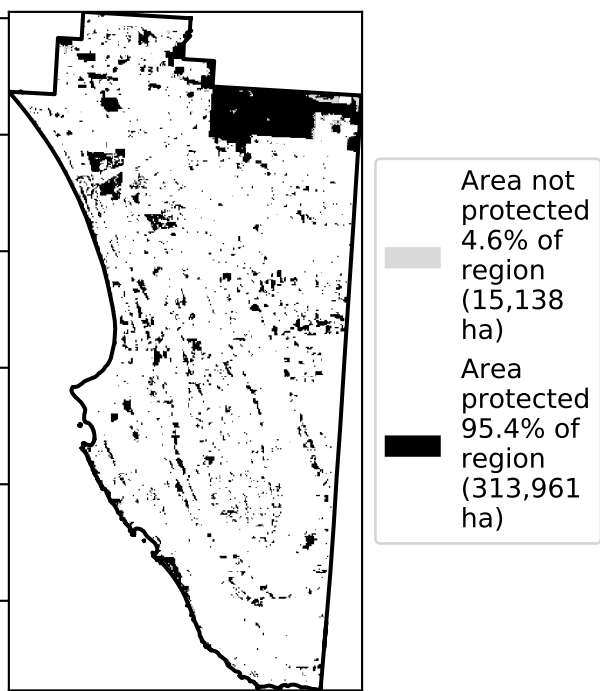 Area not
protected
4.6% of
region
(15,138
ha)
Area
protected
95.4% of
region
(313,961
ha)